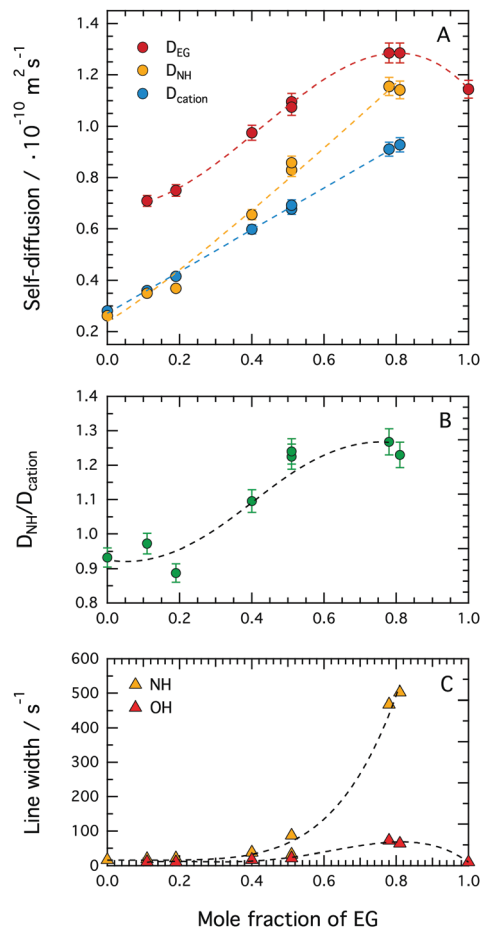 1.4
1.2
1.0
0.8
0.6
0.4
0.2
Self-diffusion / ·10⁻¹⁰ m² s⁻¹
D_EG
D_NH
D_cation
A
0.0 0.2 0.4 0.6 0.8 1.0
1.4
1.3
1.2
1.1
1.0
0.9
0.8
D_NH/D_cation
B
0.0 0.2 0.4 0.6 0.8 1.0
600
500
400
300
200
100
0
Line width / s⁻¹
NH
OH
C
0.0 0.2 0.4 0.6 0.8 1.0
Mole fraction of EG